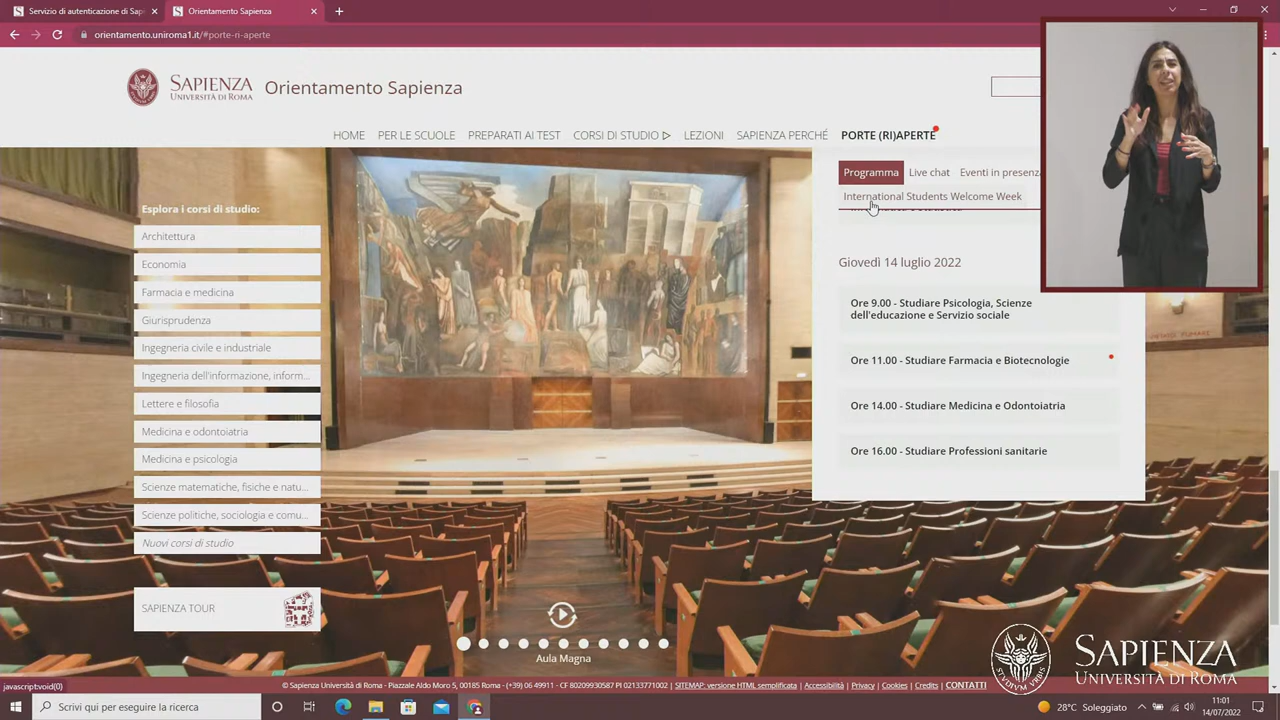 Servizio di autenticazione di Sapi
Orientamento Sapienza
orientamento.uniroma1.it/#porte-ri-aperte
SAPIENZA
UNIVERSITÀ DI ROMA
Orientamento Sapienza
HOME PER LE SCUOLE PREPARATI AI TEST CORSI DI STUDIO LEZIONI SAPIENZA PERCHÉ PORTE (RI)APERTE
Programma Live chat Eventi in presenza
International Students Welcome Week
Esplora i corsi di studio:
Architettura
Economia
Farmacia e medicina
Giurisprudenza
Ingegneria civile e industriale
Ingegneria dell'informazione, inform...
Lettere e filosofia
Medicina e odontoiatria
Medicina e psicologia
Scienze matematiche, fisiche e natu...
Scienze politiche, sociologia e comu...
Nuovi corsi di studio
SAPIENZA TOUR
Giovedì 14 luglio 2022
Ore 9.00 - Studiare Psicologia, Scienze
dell'educazione e Servizio sociale
Ore 11.00 - Studiare Farmacia e Biotecnologie
Ore 14.00 - Studiare Medicina e Odontoiatria
Ore 16.00 - Studiare Professioni sanitarie
VIETATO FUMARE
Aula Magna
SAPIENZA
UNIVERSITÀ DI ROMA
STVDIVM VRBIS
javascript:void(0)
© Sapienza Università di Roma - Piazzale Aldo Moro 5, 00185 Roma - (+39) 06 49911 - CF 80209930587 PI 02133771002 | SITEMAP: versione HTML semplificata | Accessibilità | Privacy | Cookies | Credits | CONTATTI
Scrivi qui per eseguire la ricerca
28°C Soleggiato
11:01
14/07/2022